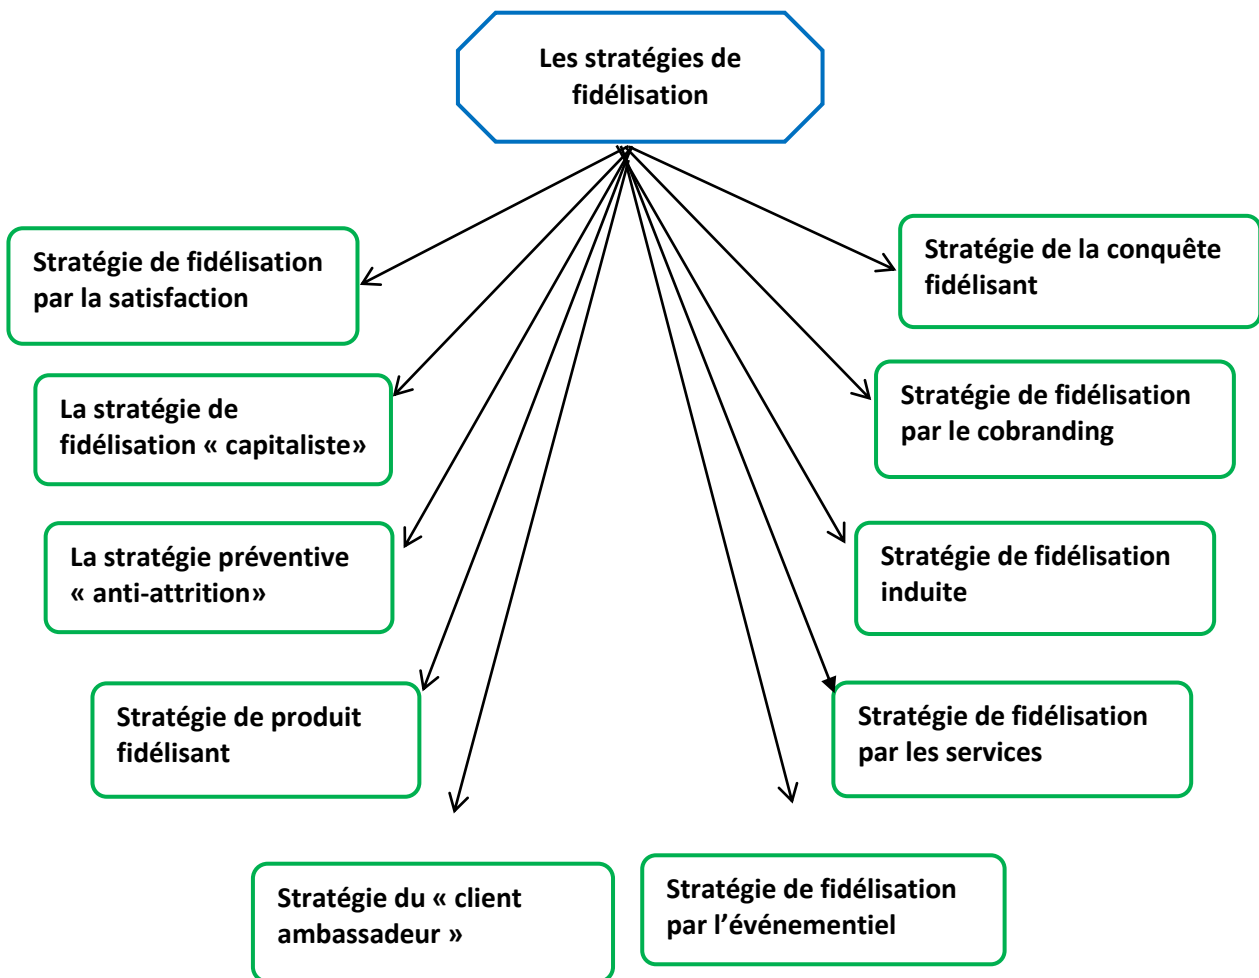 Les stratégies de
fidélisation
Stratégie de fidélisation
par la satisfaction
Stratégie de la conquête
fidélisant
La stratégie de
fidélisation « capitaliste»
Stratégie de fidélisation
par le cobranding
La stratégie préventive
« anti-attrition»
Stratégie de fidélisation
induite
Stratégie de produit
fidélisant
Stratégie de fidélisation
par les services
Stratégie du « client
ambassadeur »
Stratégie de fidélisation
par l’événementiel